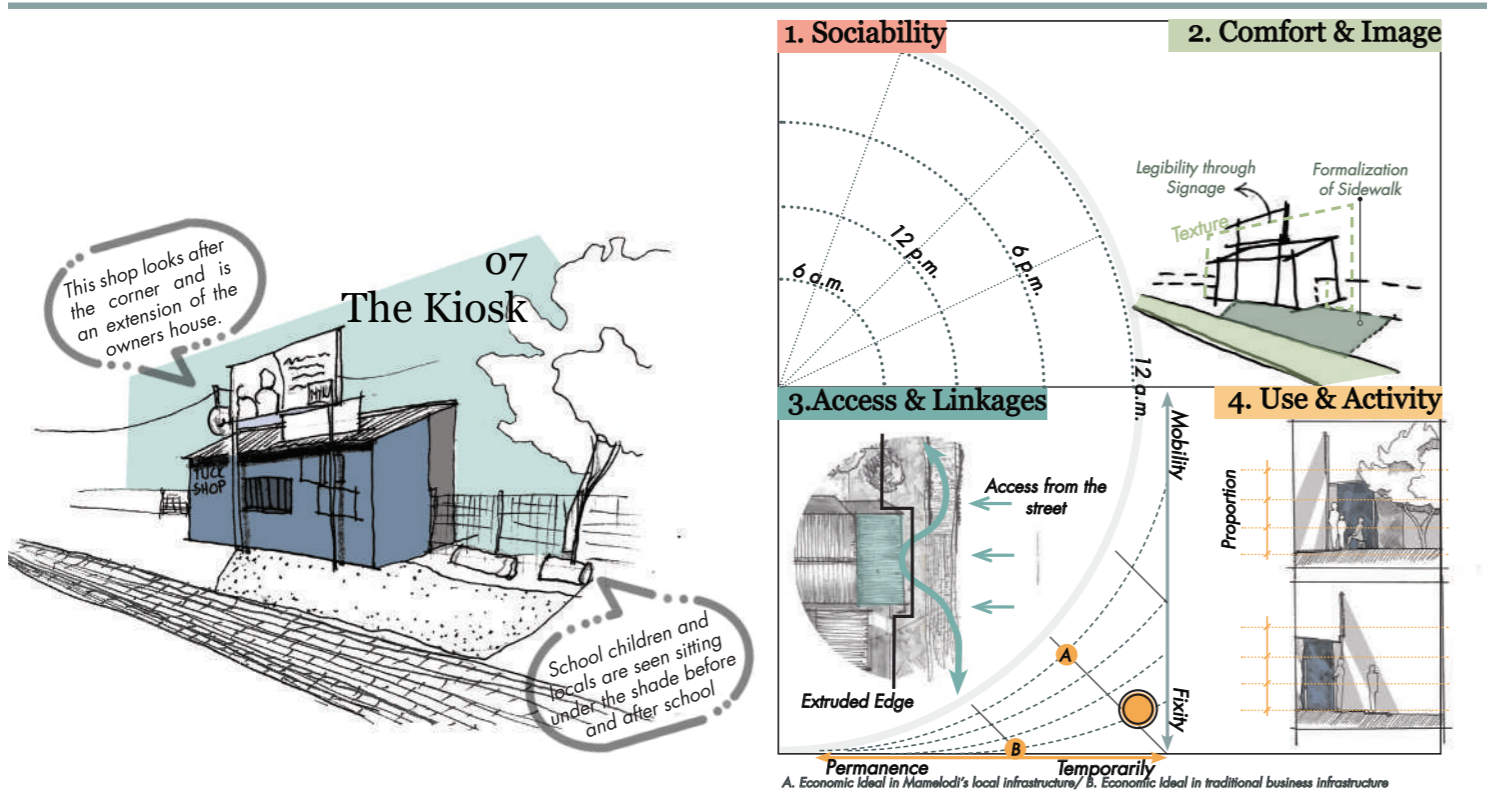 07
The Kiosk
This shop looks after
the corner and is
an extension of the
owners house.
TUCK
SHOP
School children and
locals are seen sitting
under the shade before
and after school
1. Sociability
6 a.m.
12 p.m.
6 p.m.
12 a.m.
2. Comfort & Image
Legibility through
Signage
Formalization
of Sidewalk
Texture
3.Access & Linkages
Access from the
street
Extruded Edge
Mobility
Fixity
A
B
Permanence
Temporarily
4. Use & Activity
Proportion
A. Economic Ideal in Mamelodi's local infrastructure/ B. Economic Ideal in traditional business infrastructure